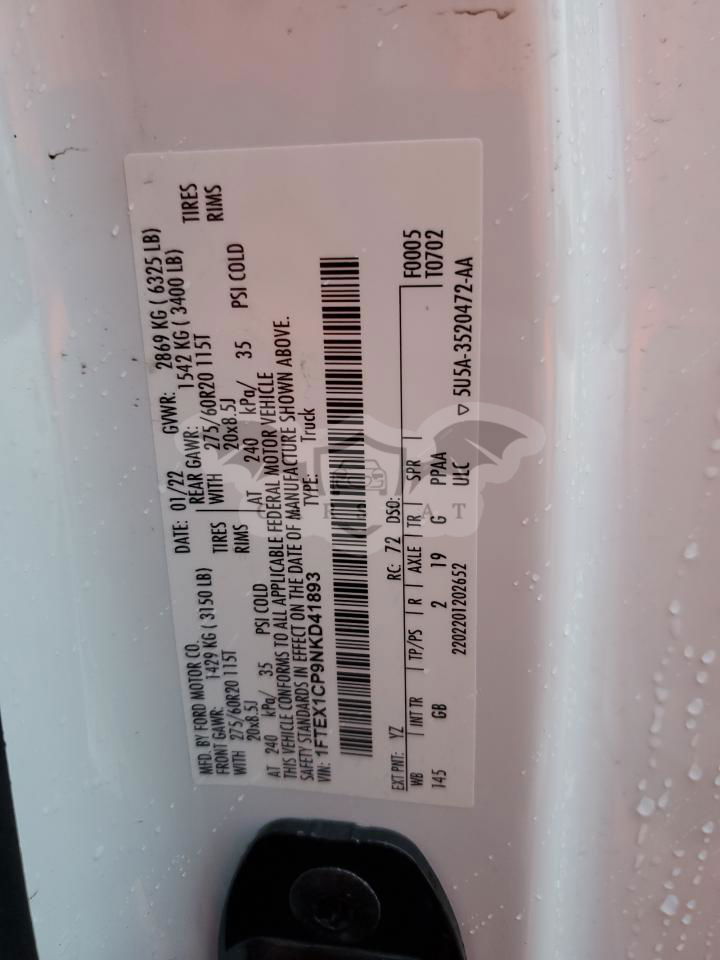 MFD. BY FORD MOTOR CO.
DATE: 01/22 GVWR: 2869 KG ( 6325 LB)
FRONT GAWR: 1429 KG ( 3150 LB) REAR GAWR: 1542 KG ( 3400 LB)
WITH 275/60R20 115T TIRES WITH 275/60R20 115T TIRES
20x8.5J RIMS 20x8.5J RIMS
AT 240 kPa/ 35 PSI COLD AT 240 kPa/ 35 PSI COLD
THIS VEHICLE CONFORMS TO ALL APPLICABLE FEDERAL MOTOR VEHICLE
SAFETY STANDARDS IN EFFECT ON THE DATE OF MANUFACTURE SHOWN ABOVE.
VIN: 1FTEX1CP9NKD41893 TYPE: Truck
F0005
T0702
EXT PNT: YZ RC: 72 DSO:
WB INT TR TP/PS R AXLE TR SPR
145 GB 2 19 G PPAA
2202201202652 ULC ▽ 5U5A-3520472-AA